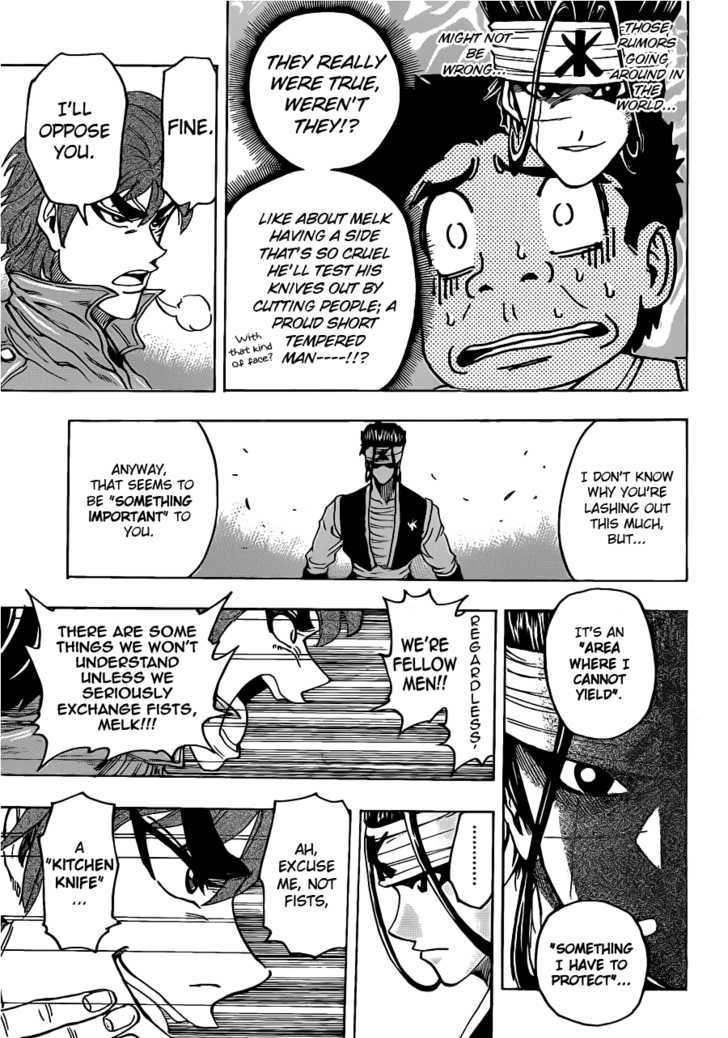 THOSE
RUMORS
GOING
AROUND IN
THE
WORLD...
MIGHT NOT
BE
WRONG...
THEY REALLY
WERE TRUE,
WEREN'T
THEY!?
LIKE ABOUT MELK
HAVING A SIDE
THAT'S SO CRUEL
HE'LL TEST HIS
KNIVES OUT BY
CUTTING PEOPLE; A
PROUD SHORT
TEMPERED
MAN----!!?
With
that kind
of face?
FINE.
I'LL
OPPOSE
YOU.
I DON'T KNOW
WHY YOU'RE
LASHING OUT
THIS MUCH,
BUT...
ANYWAY,
THAT SEEMS TO
BE "SOMETHING
IMPORTANT" TO
YOU.
IT'S AN
"AREA
WHERE I
CANNOT
YIELD".
"SOMETHING
I HAVE TO
PROTECT"...
REGARDLESS,
WE'RE
FELLOW
MEN!!
THERE ARE SOME
THINGS WE WON'T
UNDERSTAND
UNLESS WE
SERIOUSLY
EXCHANGE FISTS,
MELK!!!
.........
AH,
EXCUSE
ME, NOT
FISTS,
A
"KITCHEN
KNIFE"
...